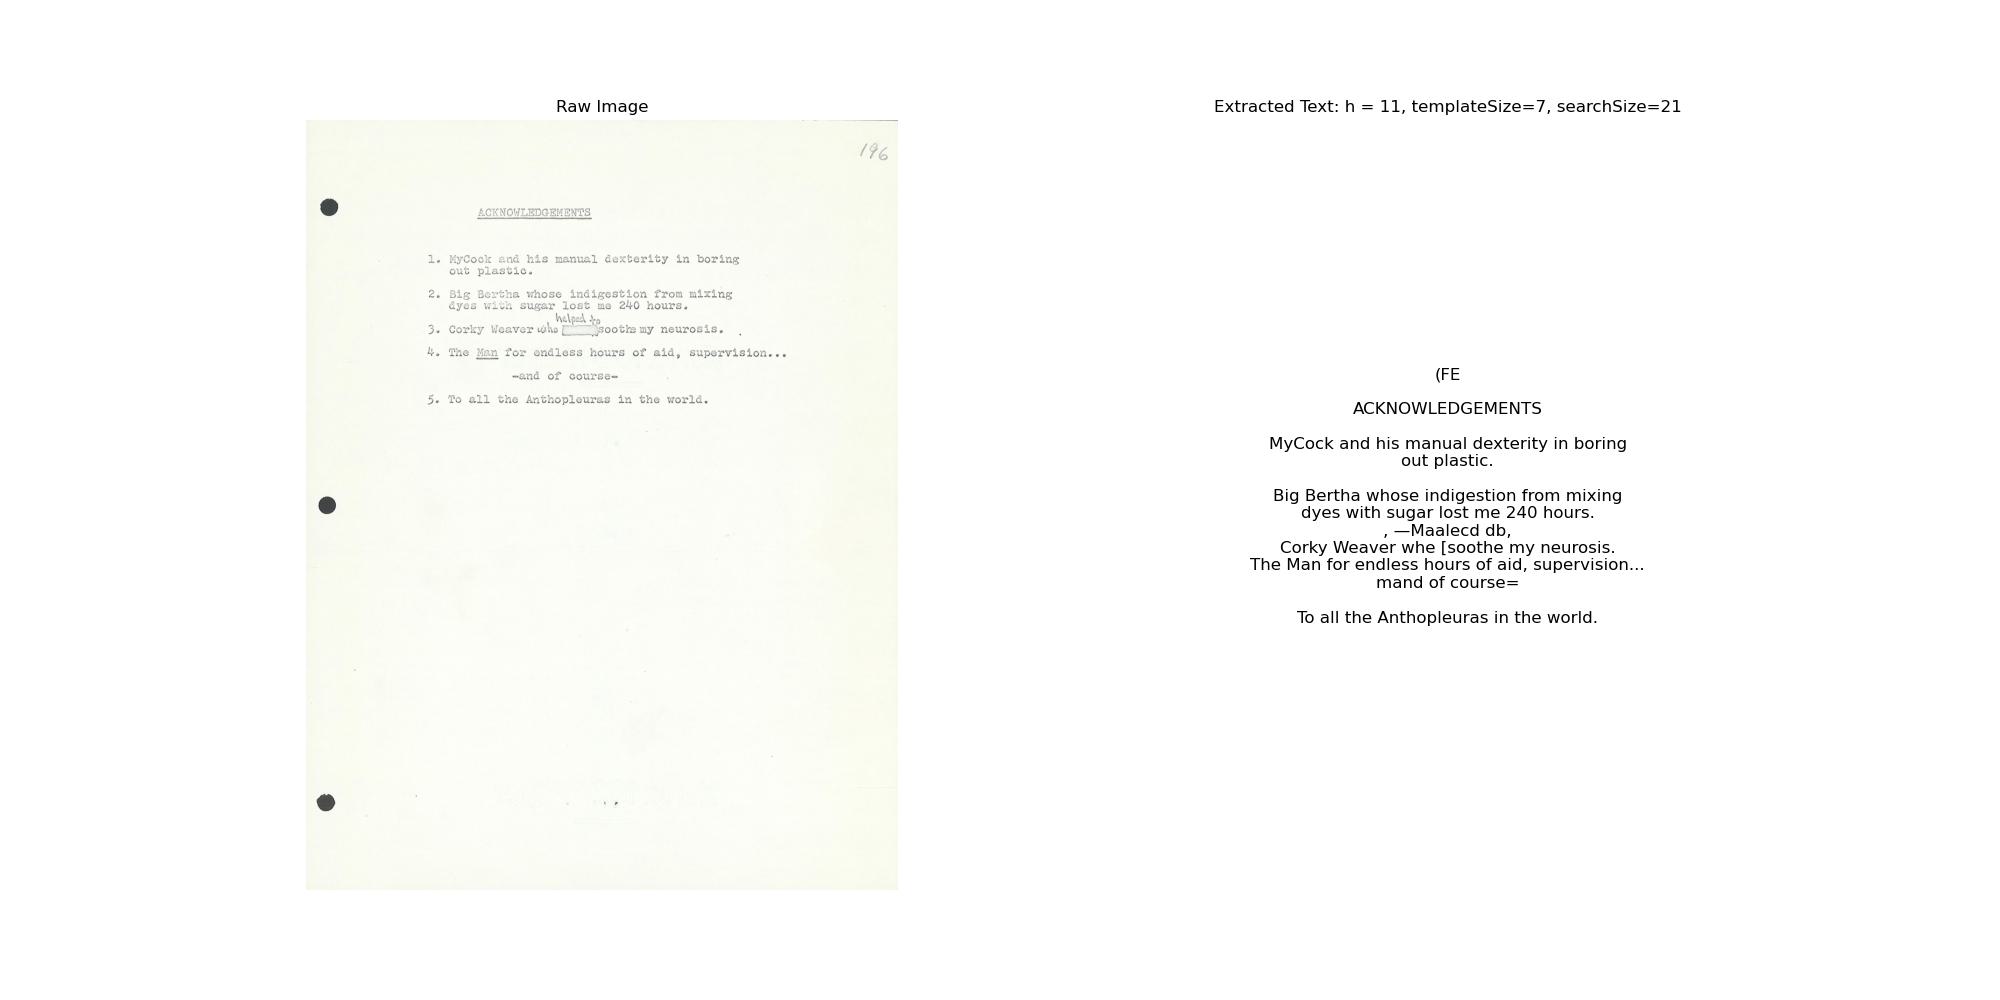 Raw Image
196
ACKNOWLEDGEMENTS
1. MyCock and his manual dexterity in boring
out plastic.
2. Big Bertha whose indigestion from mixing
dyes with sugar lost me 240 hours.
helped to
3. Corky Weaver who soothe my neurosis.
4. The Man for endless hours of aid, supervision...
-and of course-
5. To all the Anthopleuras in the world.
Extracted Text: h = 11, templateSize=7, searchSize=21
(FE
ACKNOWLEDGEMENTS
MyCock and his manual dexterity in boring
out plastic.
Big Bertha whose indigestion from mixing
dyes with sugar lost me 240 hours.
, —Maalecd db,
Corky Weaver whe [soothe my neurosis.
The Man for endless hours of aid, supervision...
mand of course=
To all the Anthopleuras in the world.